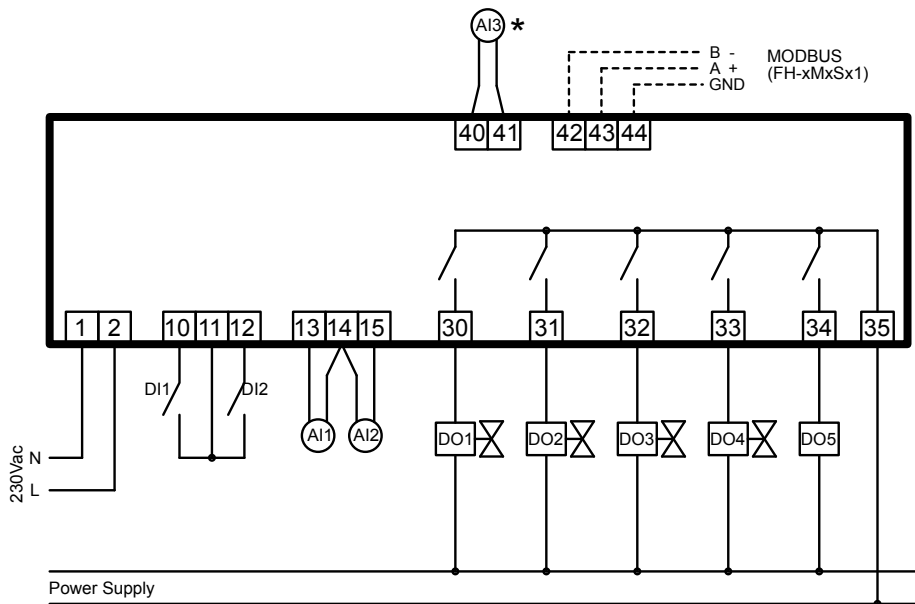 AI3 *
B -
A +
GND
MODBUS
(FH-xMxSx1)
40 41 42 43 44
1 2 10 11 12 13 14 15 30 31 32 33 34 35
DI1 DI2
AI1 AI2
DO1 DO2 DO3 DO4 DO5
230Vac
N
L
Power Supply